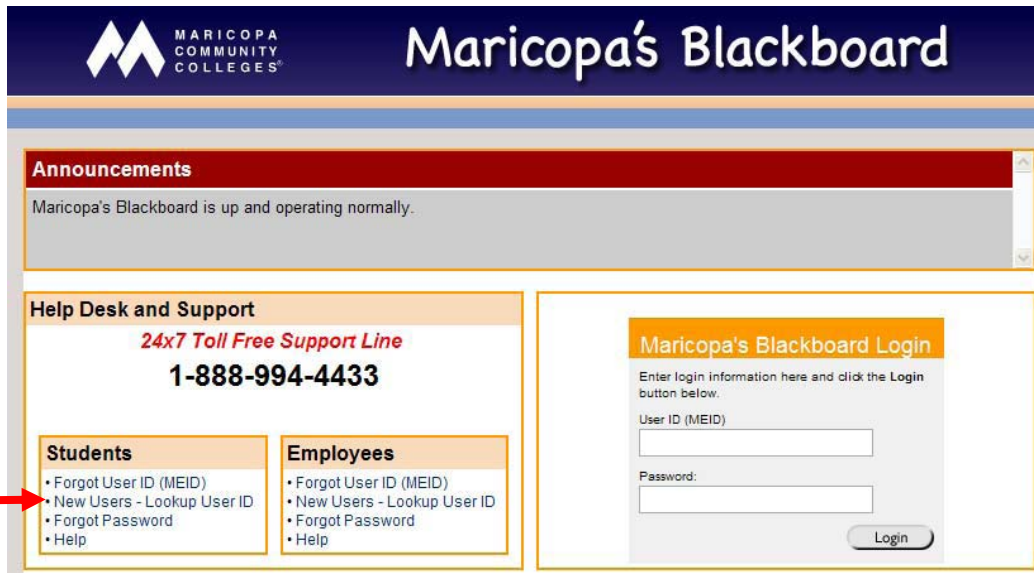 MARICOPA
COMMUNITY
COLLEGES®
Maricopa's Blackboard
Announcements
Maricopa's Blackboard is up and operating normally.
Help Desk and Support
24x7 Toll Free Support Line
1-888-994-4433
Students
• Forgot User ID (MEID)
• New Users - Lookup User ID
• Forgot Password
• Help
Employees
• Forgot User ID (MEID)
• New Users - Lookup User ID
• Forgot Password
• Help
Maricopa's Blackboard Login
Enter login information here and click the Login
button below.
User ID (MEID)
Password:
Login